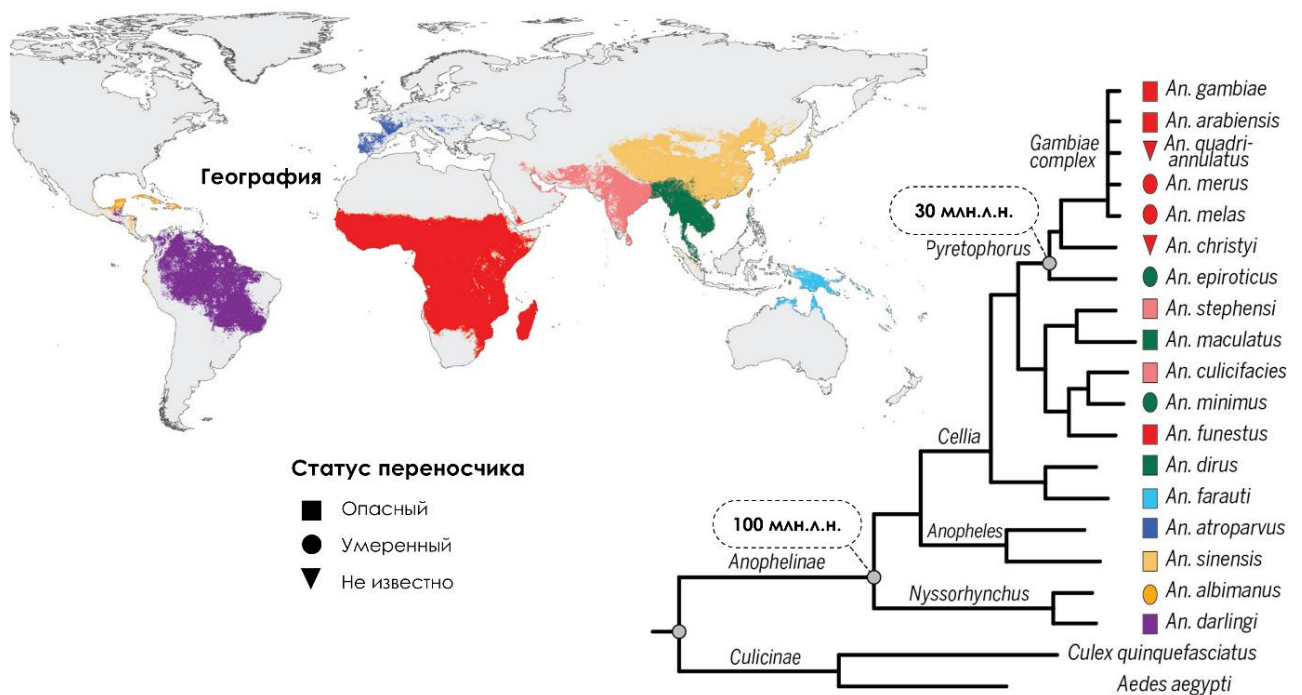 География
Статус переносчика
Опасный
Умеренный
Не известно
30 млн.л.н.
100 млн.л.н.
Gambiae
complex
Pyretophorus
Cellia
Anopheles
Anophelinae
Nyssorhynchus
Culicinae
An. gambiae
An. arabiensis
An. quadri-
annulatus
An. merus
An. melas
An. christyi
An. epiroticus
An. stephensi
An. maculatus
An. culicifacies
An. minimus
An. funestus
An. dirus
An. farauti
An. atroparvus
An. sinensis
An. albimanus
An. darlingi
Culex quinquefasciatus
Aedes aegypti